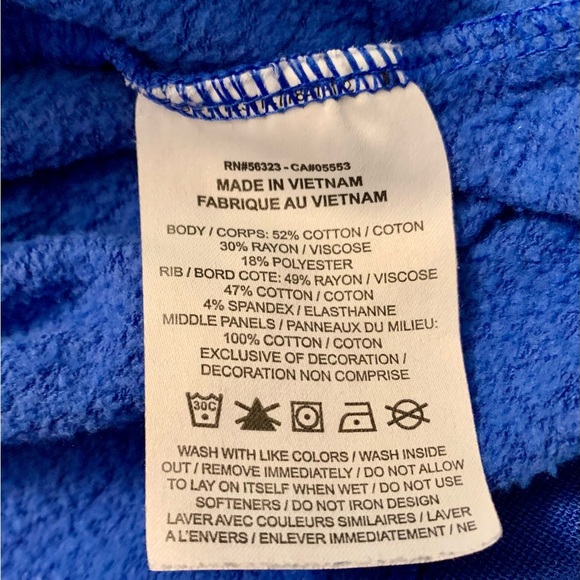 RN#56323 - CA#05553
MADE IN VIETNAM
FABRIQUE AU VIETNAM
BODY / CORPS: 52% COTTON / COTON
30% RAYON / VISCOSE
18% POLYESTER
RIB / BORD COTE: 49% RAYON / VISCOSE
47% COTTON / COTON
4% SPANDEX / ELASTHANNE
MIDDLE PANELS / PANNEAUX DU MILIEU:
100% COTTON / COTON
EXCLUSIVE OF DECORATION /
DECORATION NON COMPRISE
30C
WASH WITH LIKE COLORS / WASH INSIDE
OUT / REMOVE IMMEDIATELY / DO NOT ALLOW
TO LAY ON ITSELF WHEN WET / DO NOT USE
SOFTENERS / DO NOT IRON DESIGN
LAVER AVEC COULEURS SIMILAIRES / LAVER
A L'ENVERS / ENLEVER IMMEDIATEMENT / NE